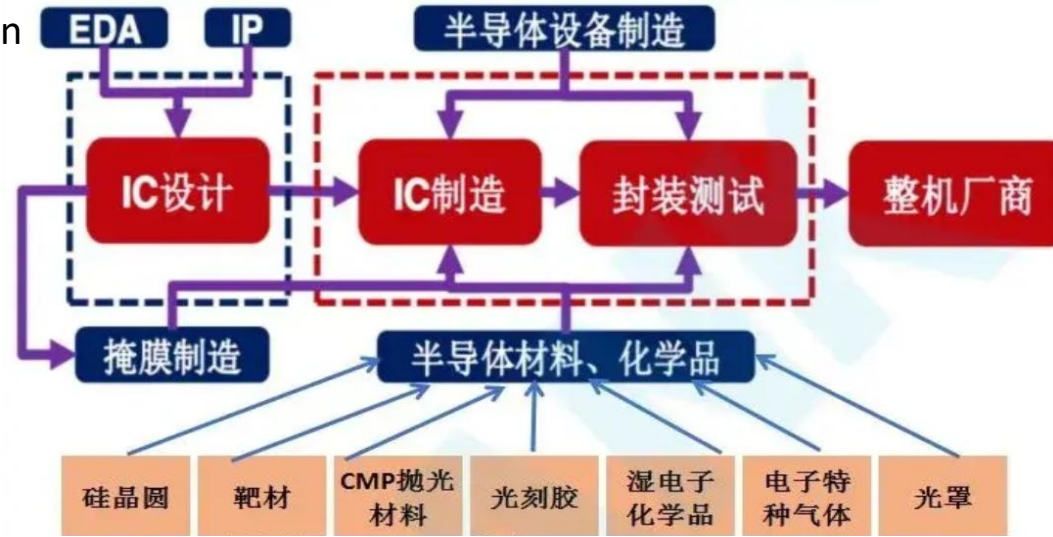 n
EDA
IP
半导体设备制造
IC设计
IC制造
封装测试
整机厂商
掩膜制造
半导体材料、化学品
硅晶圆
靶材
CMP抛光
材料
光刻胶
湿电子
化学品
电子特
种气体
光罩